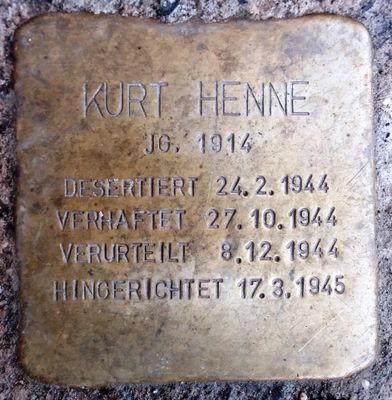 KURT HENNE
JG. 1914
DESERTIERT 24.2.1944
VERHAFTET 27.10.1944
VERURTEILT 8.12.1944
HINGERICHTET 17.3.1945